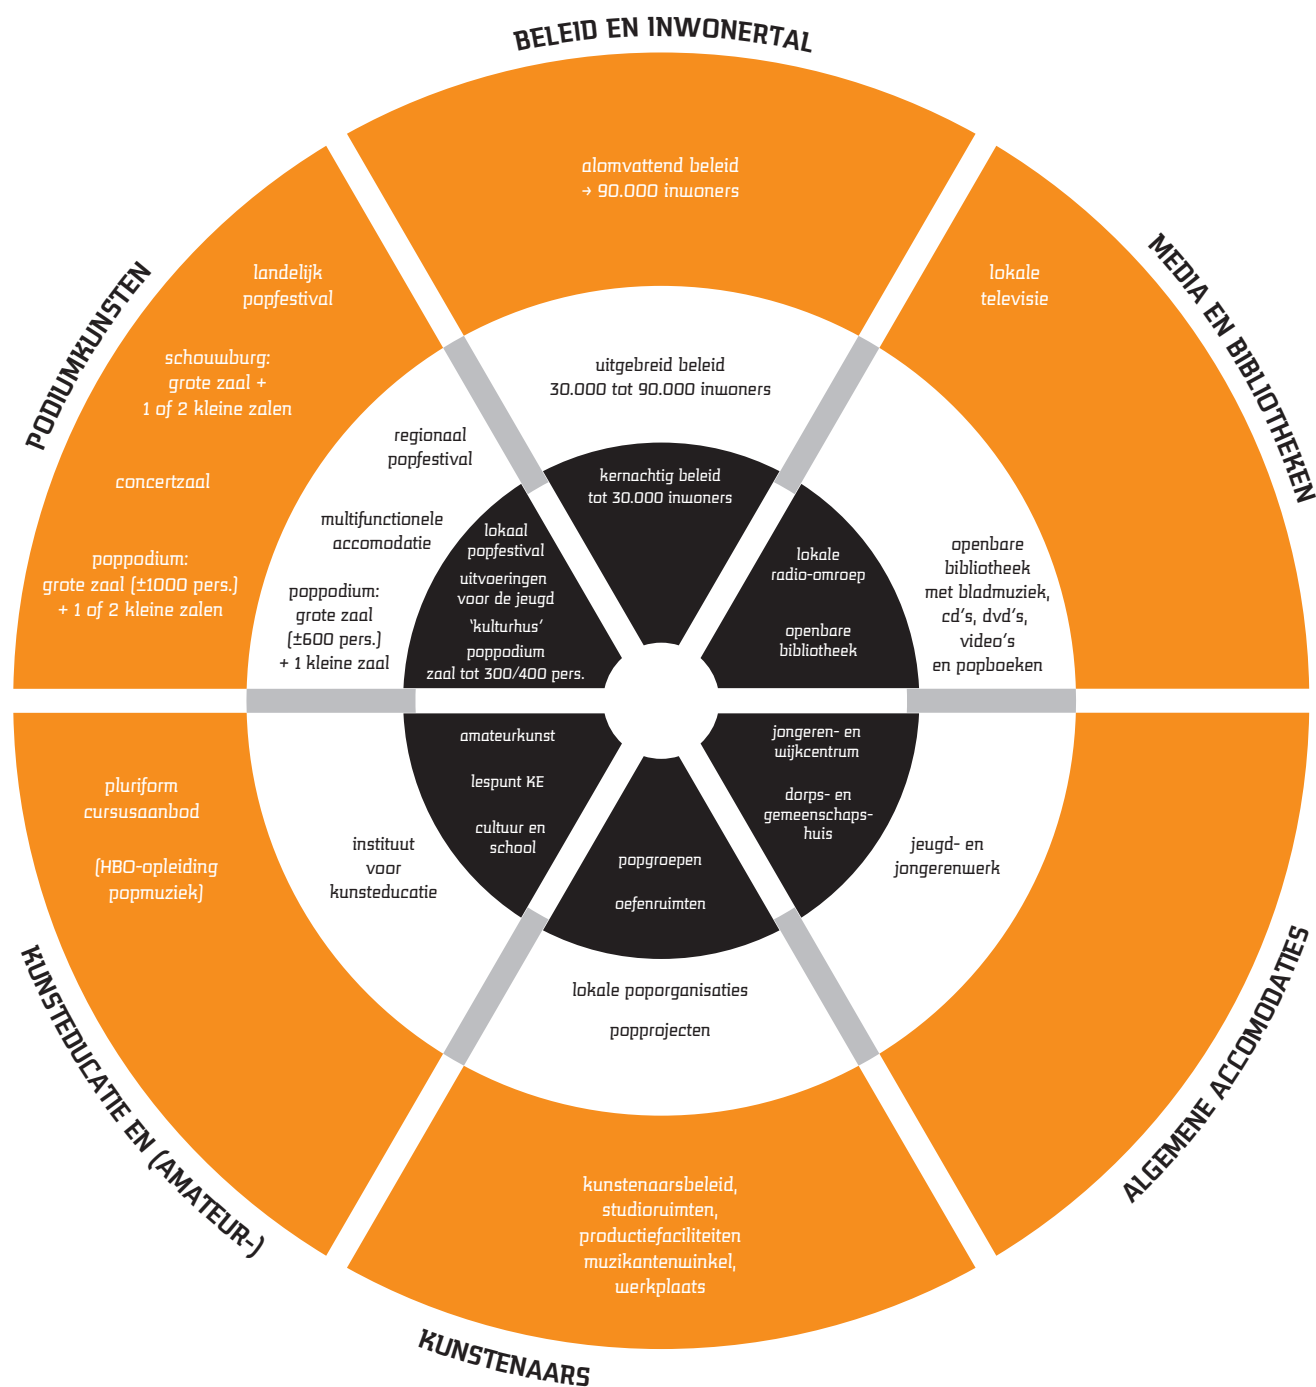 BELEID EN INWONERTAL
alomvattend beleid
→ 90.000 inwoners
uitgebreid beleid
30.000 tot 90.000 inwoners
kernachtig beleid
tot 30.000 inwoners
MEDIA EN BIBLIOTHEKEN
lokale
televisie
openbare
bibliotheek
met bladmuziek,
cd's, dvd's,
video's
en popboeken
lokale
radio-omroep
openbare
bibliotheek
ALGEMENE ACCOMODATIES
jeugd- en
jongerenwerk
jongeren- en
wijkcentrum
dorps- en
gemeenschaps-
huis
KUNSTENAARS
popgroepen
oefenruimten
lokale poporganisaties
popprojecten
kunstenaarsbeleid,
studioruimten,
productiefaciliteiten
muzikantenwinkel,
werkplaats
KUNSTEDUCATIE EN (AMATEUR-)
pluriform
cursusaanbod
(HBO-opleiding
popmuziek)
instituut
voor
kunsteducatie
amateurkunst
lespunt KE
cultuur en
school
PODIUMKUNSTEN
landelijk
popfestival
schouwburg:
grote zaal +
1 of 2 kleine zalen
concertzaal
poppodium:
grote zaal (±1000 pers.)
+ 1 of 2 kleine zalen
regionaal
popfestival
multifunctionele
accomodatie
poppodium:
grote zaal
(±600 pers.)
+ 1 kleine zaal
lokaal
popfestival
uitvoeringen
voor de jeugd
'kulturhus'
poppodium
zaal tot 300/400 pers.